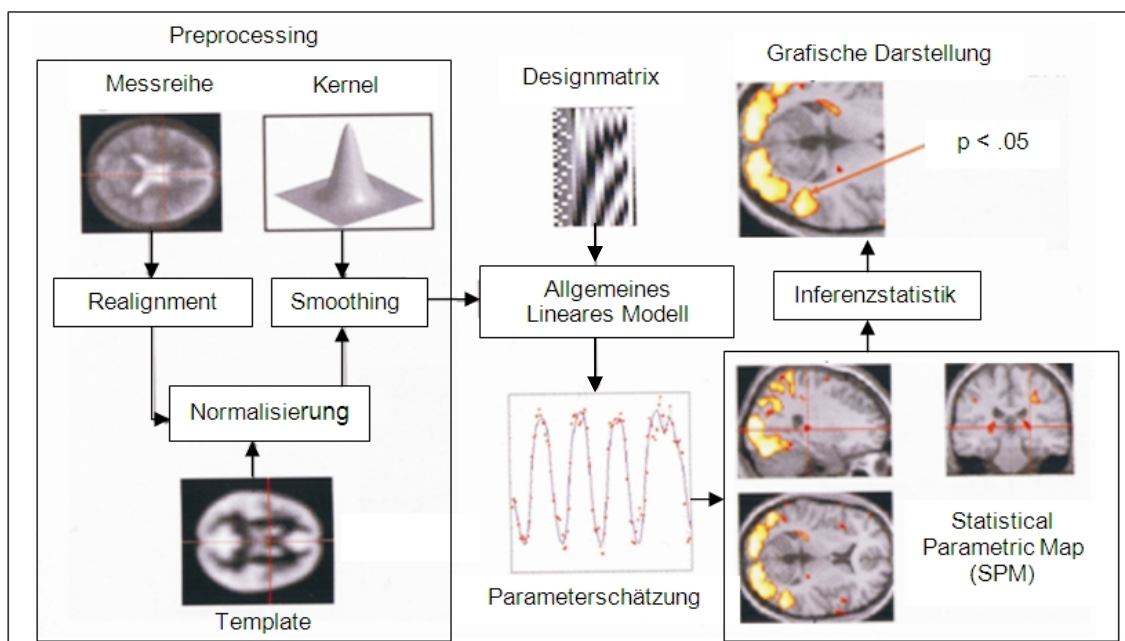 Preprocessing
Messreihe
Kernel
Realignment
Smoothing
Normalisierung
Template
Designmatrix
Allgemeines
Lineares Modell
Parameterschätzung
Grafische Darstellung
p < .05
Inferenzstatistik
Statistical
Parametric Map
(SPM)